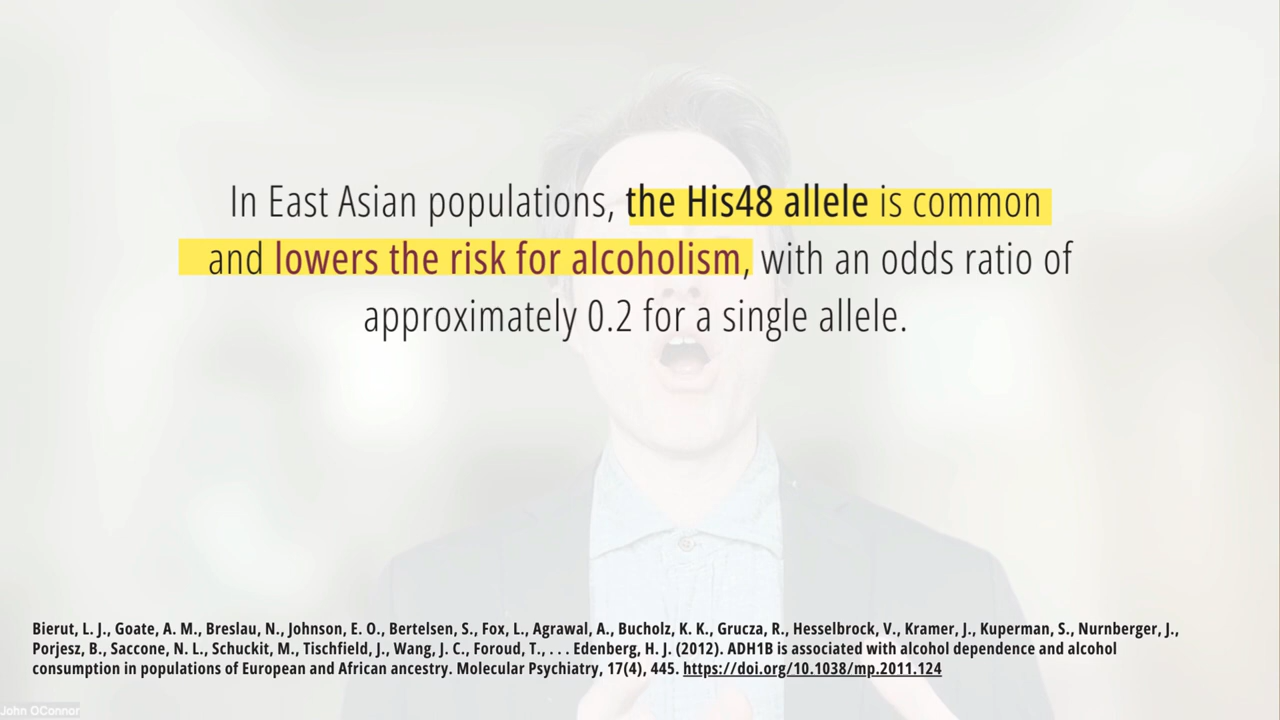 In East Asian populations, the His48 allele is common
and lowers the risk for alcoholism, with an odds ratio of
approximately 0.2 for a single allele.
Bierut, L. J., Goate, A. M., Breslau, N., Johnson, E. O., Bertelsen, S., Fox, L., Agrawal, A., Bucholz, K. K., Grucza, R., Hesselbrock, V., Kramer, J., Kuperman, S., Nurnberger, J.,
Porjesz, B., Saccone, N. L., Schuckit, M., Tischfield, J., Wang, J. C., Foroud, T., . . . Edenberg, H. J. (2012). ADH1B is associated with alcohol dependence and alcohol
consumption in populations of European and African ancestry. Molecular Psychiatry, 17(4), 445. https://doi.org/10.1038/mp.2011.124
John OConnor